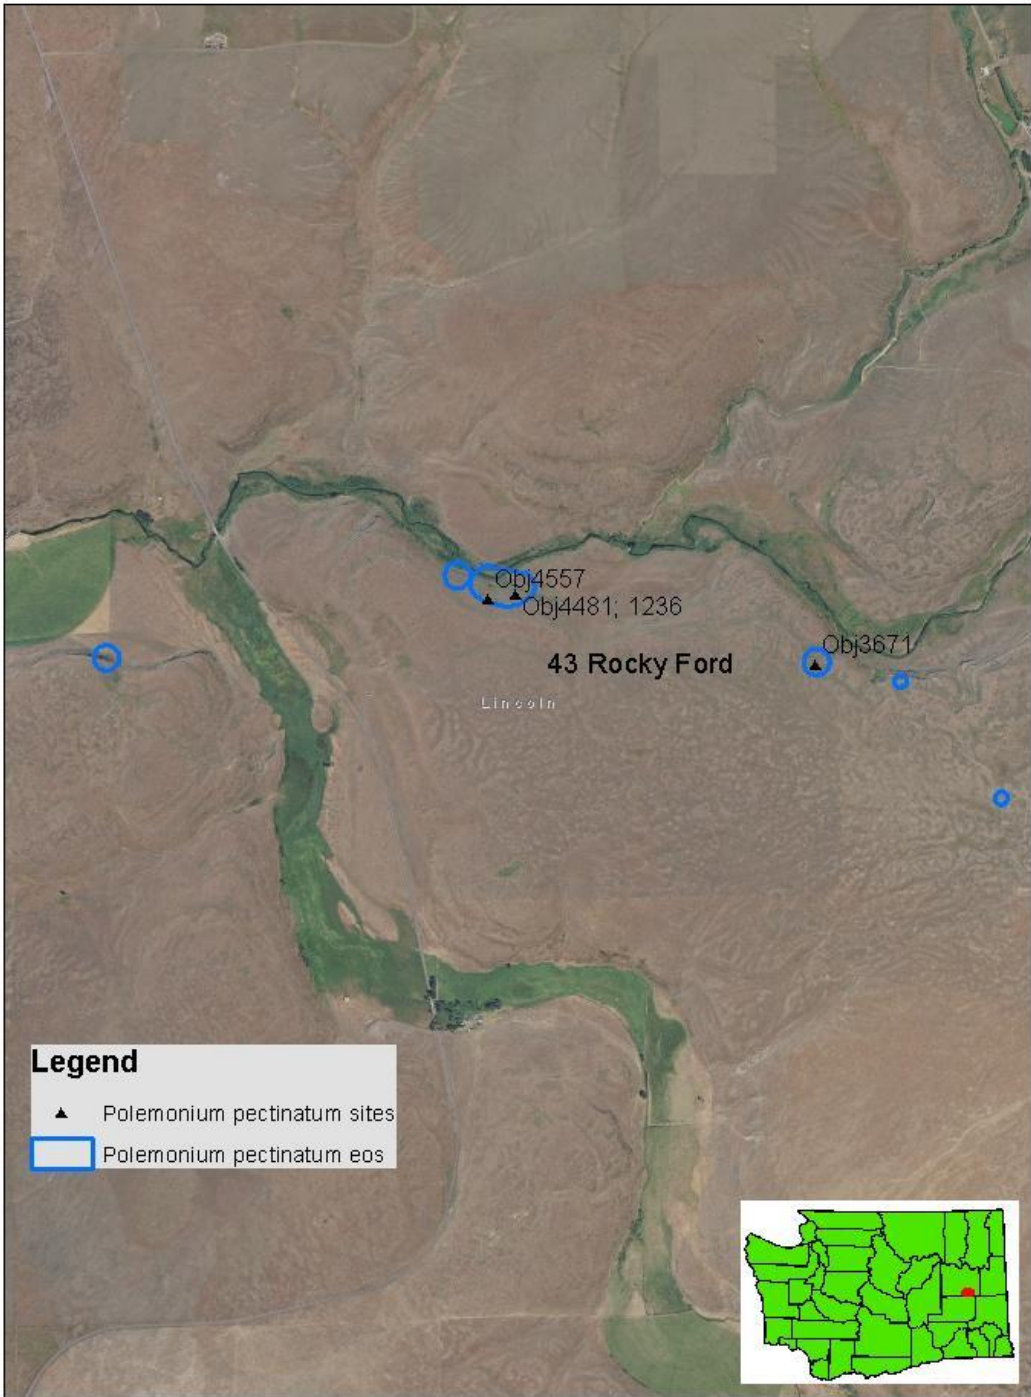 Obj4557
Obj4481; 1236
Obj3671
43 Rocky Ford
Lincoln
Legend
Polemonium pectinatum sites
Polemonium pectinatum eos